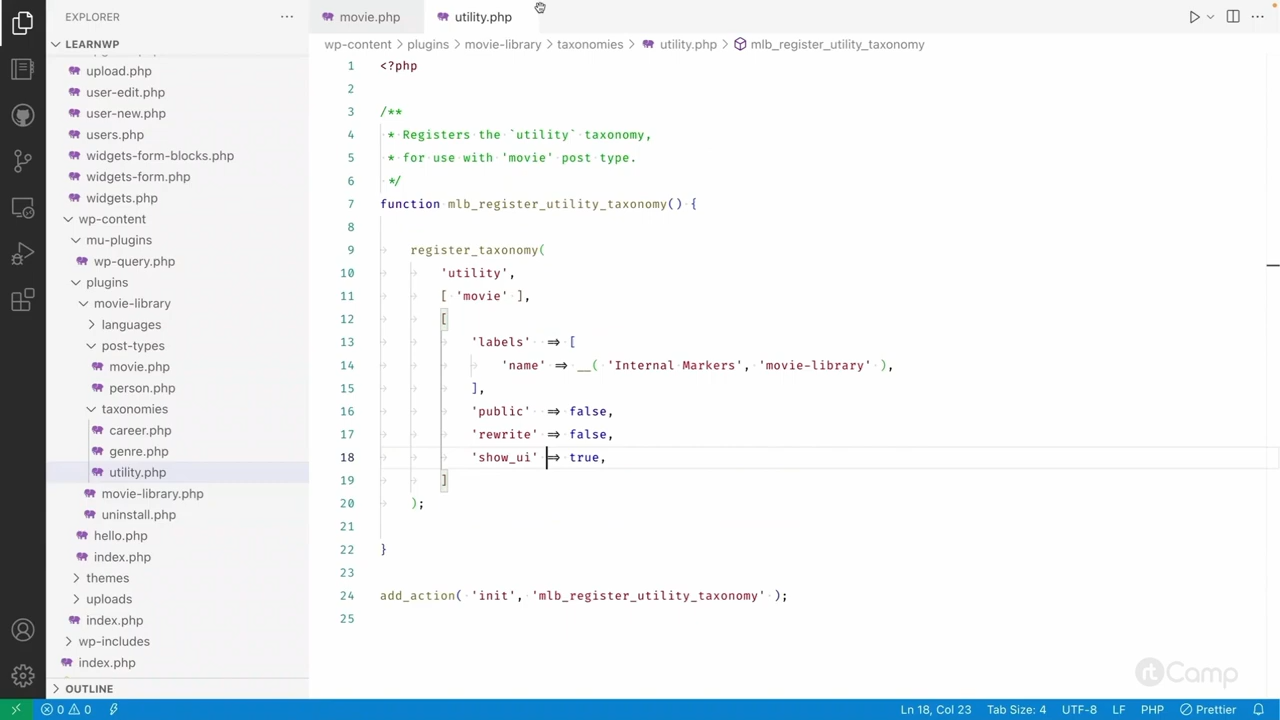 EXPLORER
LEARNWP
upload.php
user-edit.php
user-new.php
users.php
widgets-form-blocks.php
widgets-form.php
widgets.php
wp-content
mu-plugins
wp-query.php
plugins
movie-library
languages
post-types
movie.php
person.php
taxonomies
career.php
genre.php
utility.php
movie-library.php
uninstall.php
hello.php
index.php
themes
uploads
index.php
wp-includes
index.php
OUTLINE
movie.php
utility.php
wp-content > plugins > movie-library > taxonomies > utility.php > mlb_register_utility_taxonomy
1 <?php
2
3 /**
4 * Registers the `utility` taxonomy,
5 * for use with 'movie' post type.
6 */
7 function mlb_register_utility_taxonomy() {
8
9 register_taxonomy(
10 'utility',
11 [ 'movie' ],
12 [
13 'labels' => [
14 'name' => __( 'Internal Markers', 'movie-library' ),
15 ],
16 'public' => false,
17 'rewrite' => false,
18 'show_ui' => true,
19 ]
20 );
21
22 }
23
24 add_action( 'init', 'mlb_register_utility_taxonomy' );
25
rtCamp
0 0
Ln 18, Col 23
Tab Size: 4
UTF-8
LF
PHP
Prettier